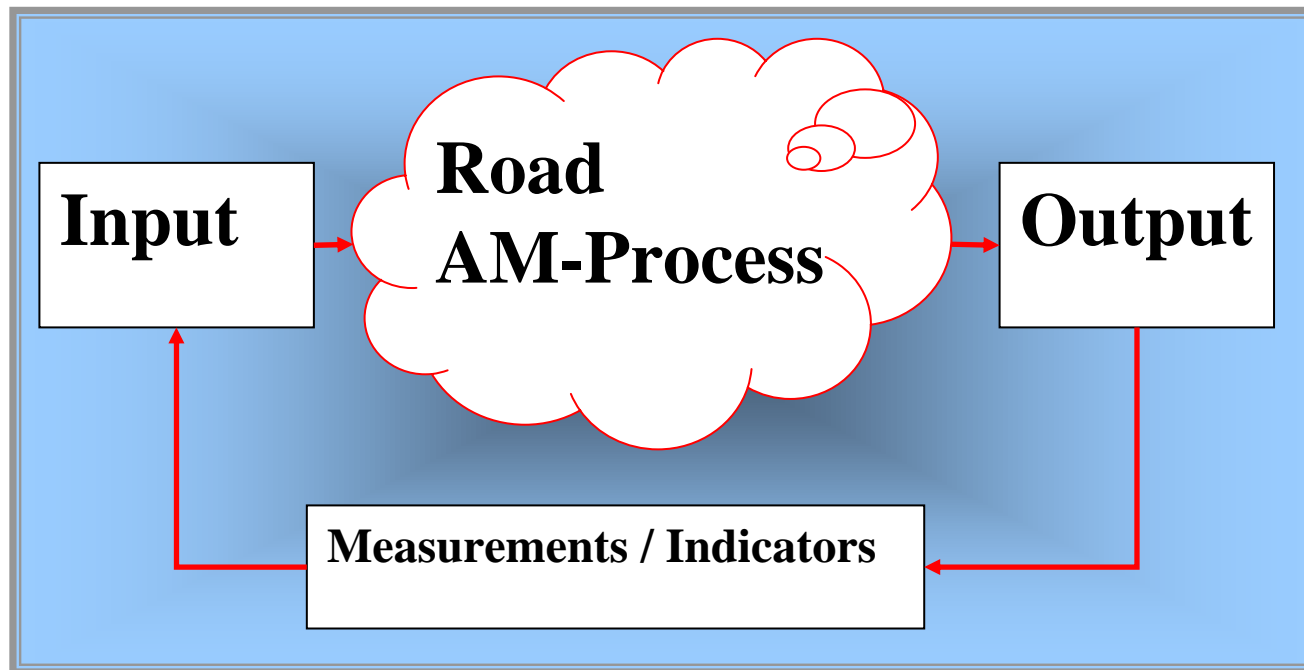 Input
Road
AM-Process
Output
Measurements / Indicators